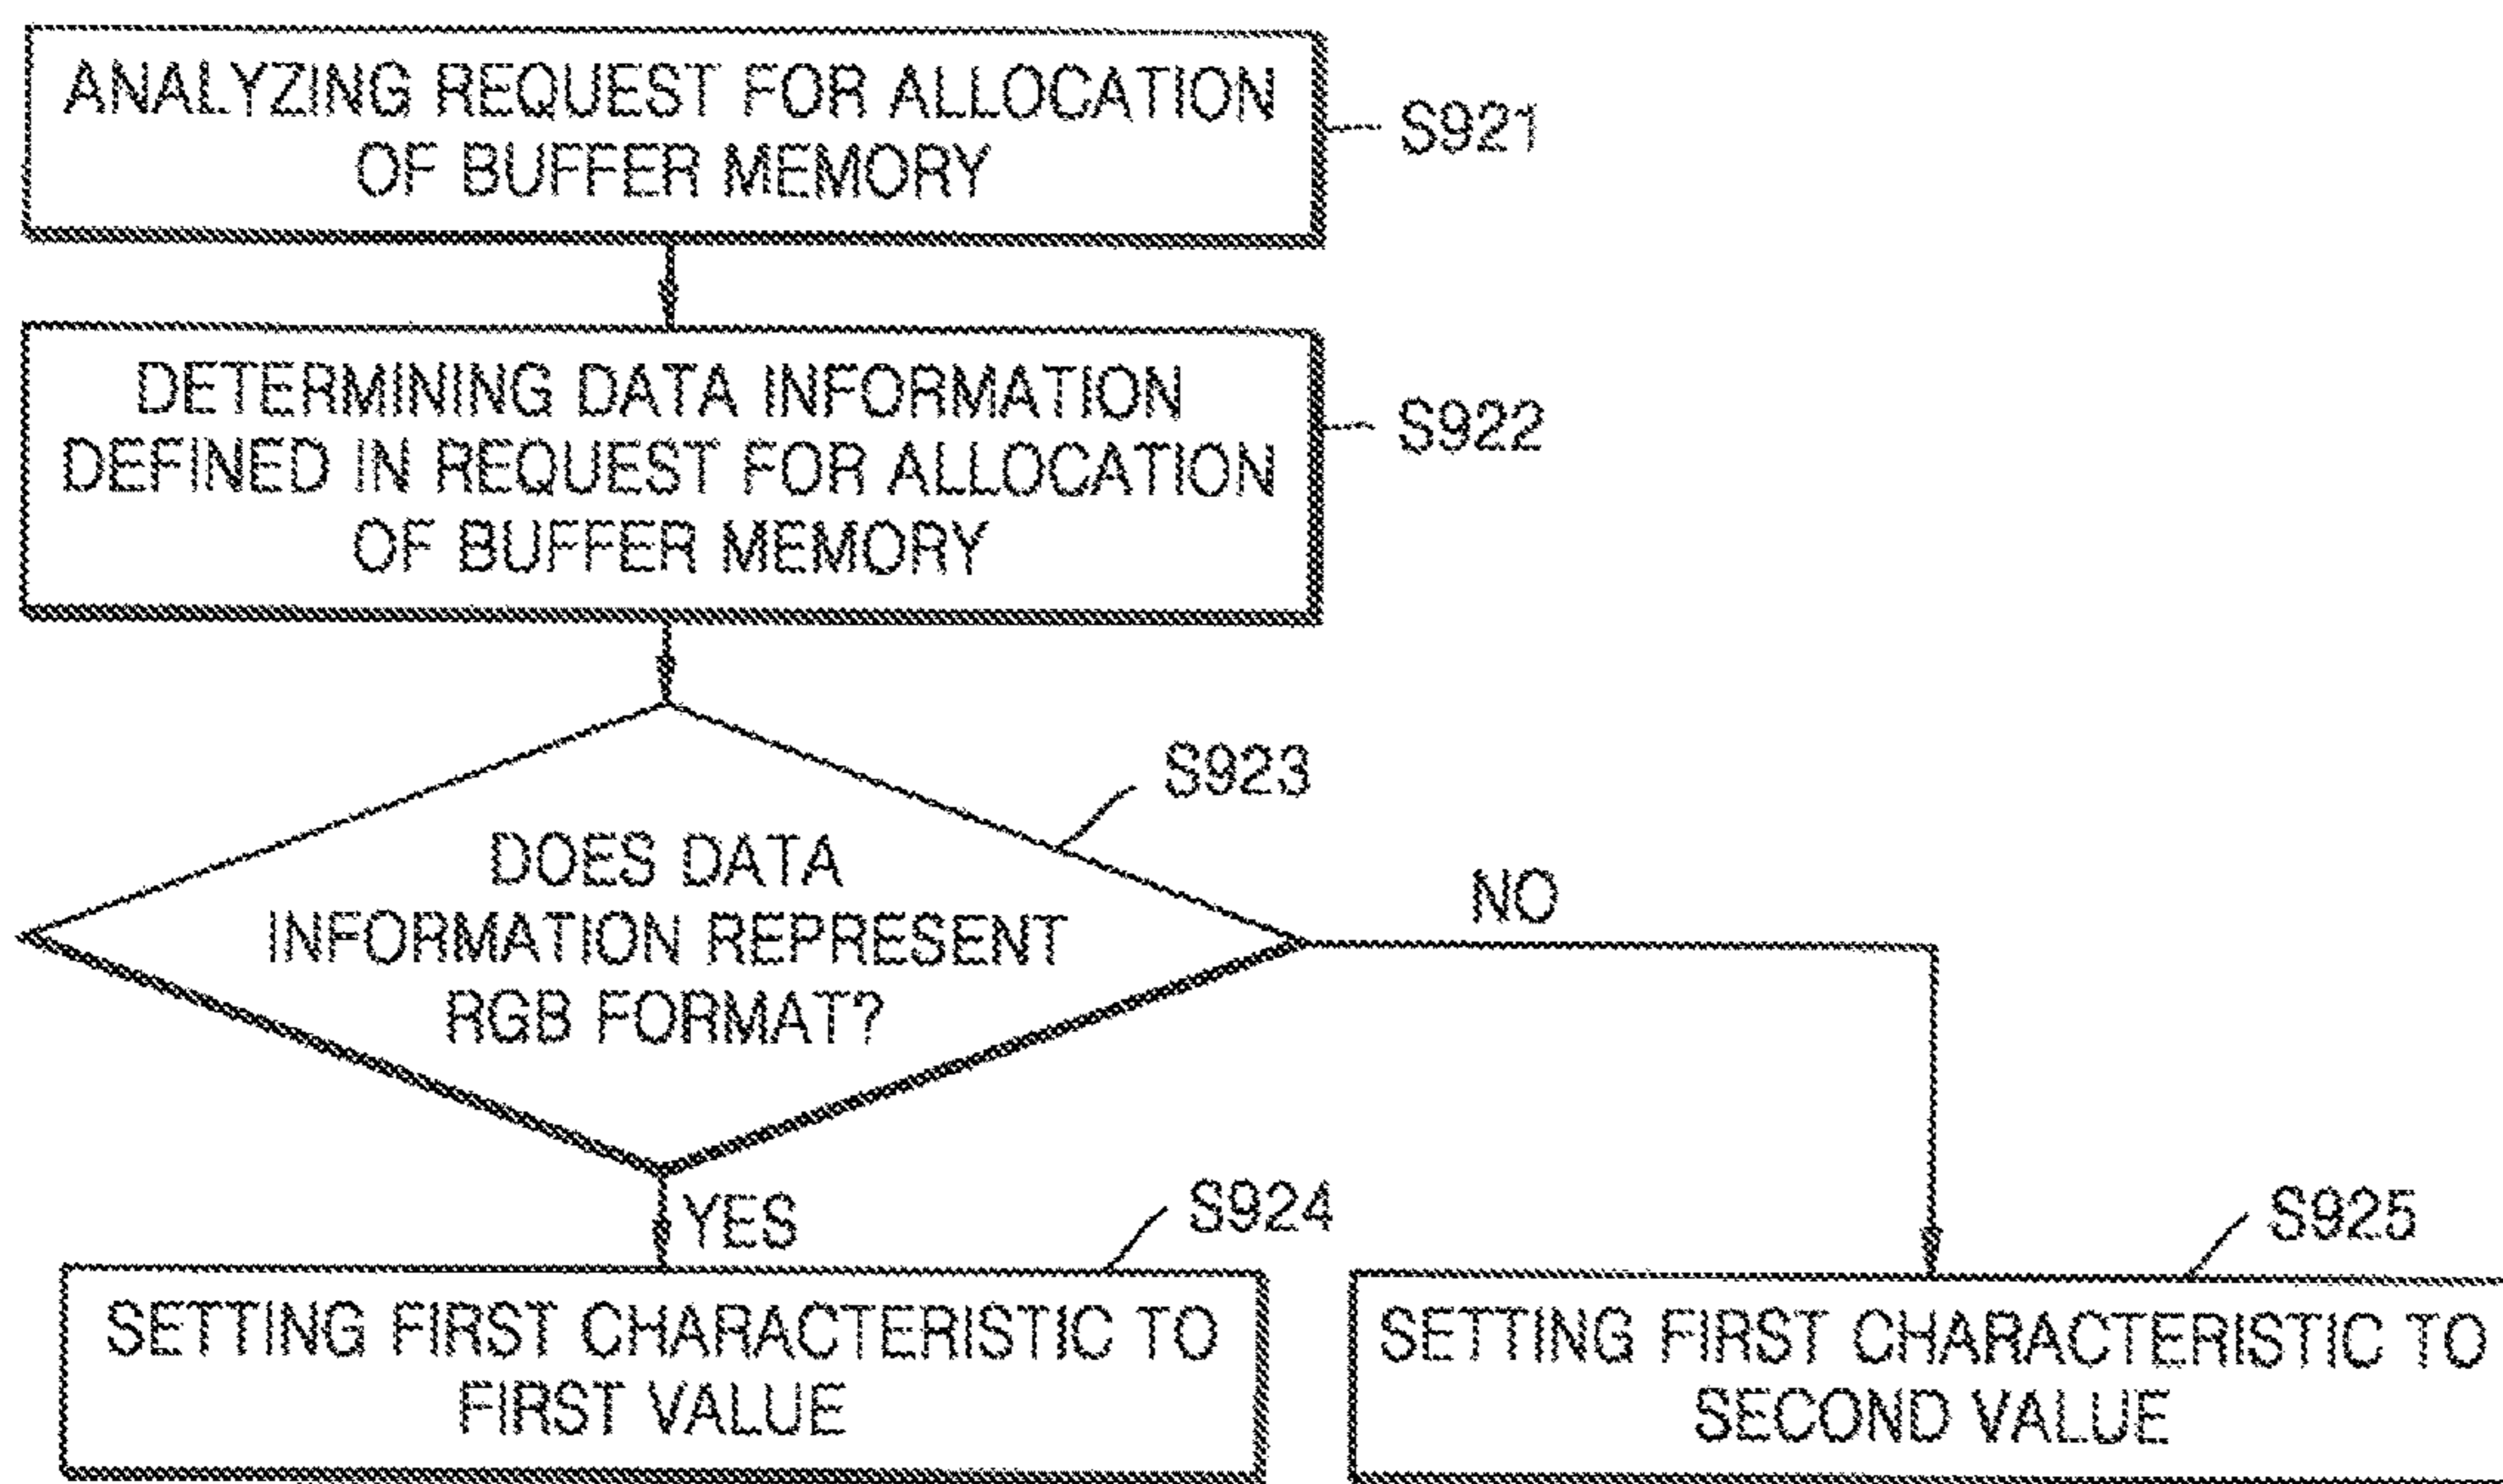 ANALYZING REQUEST FOR ALLOCATION
OF BUFFER MEMORY
S921
DETERMINING DATA INFORMATION
DEFINED IN REQUEST FOR ALLOCATION
OF BUFFER MEMORY
S922
S923
DOES DATA
INFORMATION REPRESENT
RGB FORMAT?
NO
YES
S924
SETTING FIRST CHARACTERISTIC TO
FIRST VALUE
S925
SETTING FIRST CHARACTERISTIC TO
SECOND VALUE